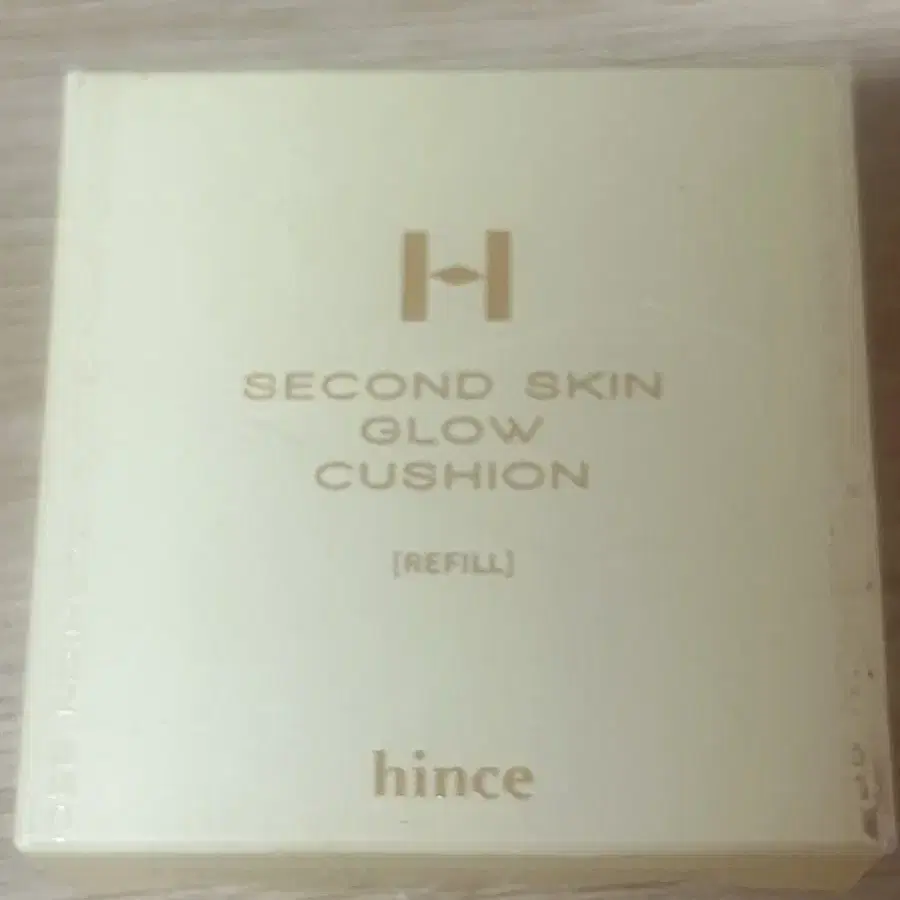 H
SECOND SKIN
GLOW
CUSHION
[REFILL]
hince